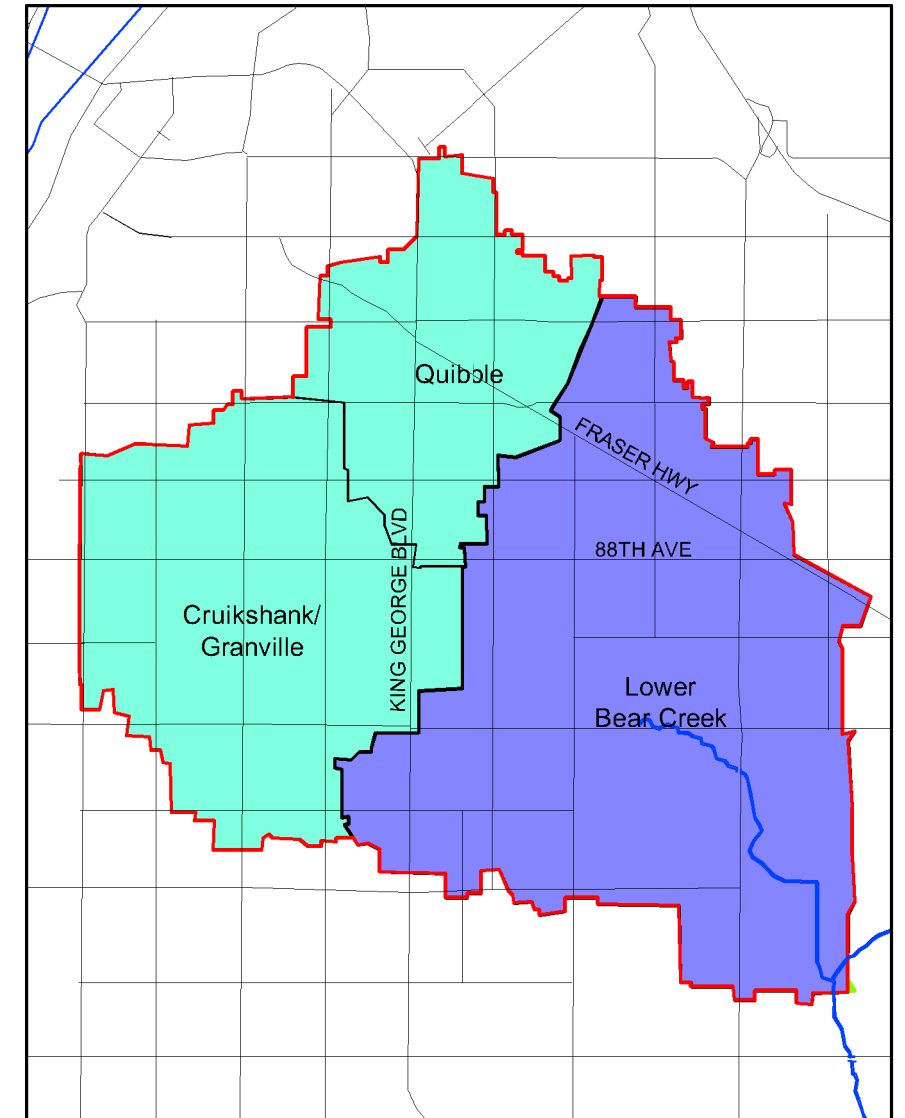 Quibble
FRASER HWY
KING GEORGE BLVD
88TH AVE
Cruikshank/
Granville
Lower
Bear Creek